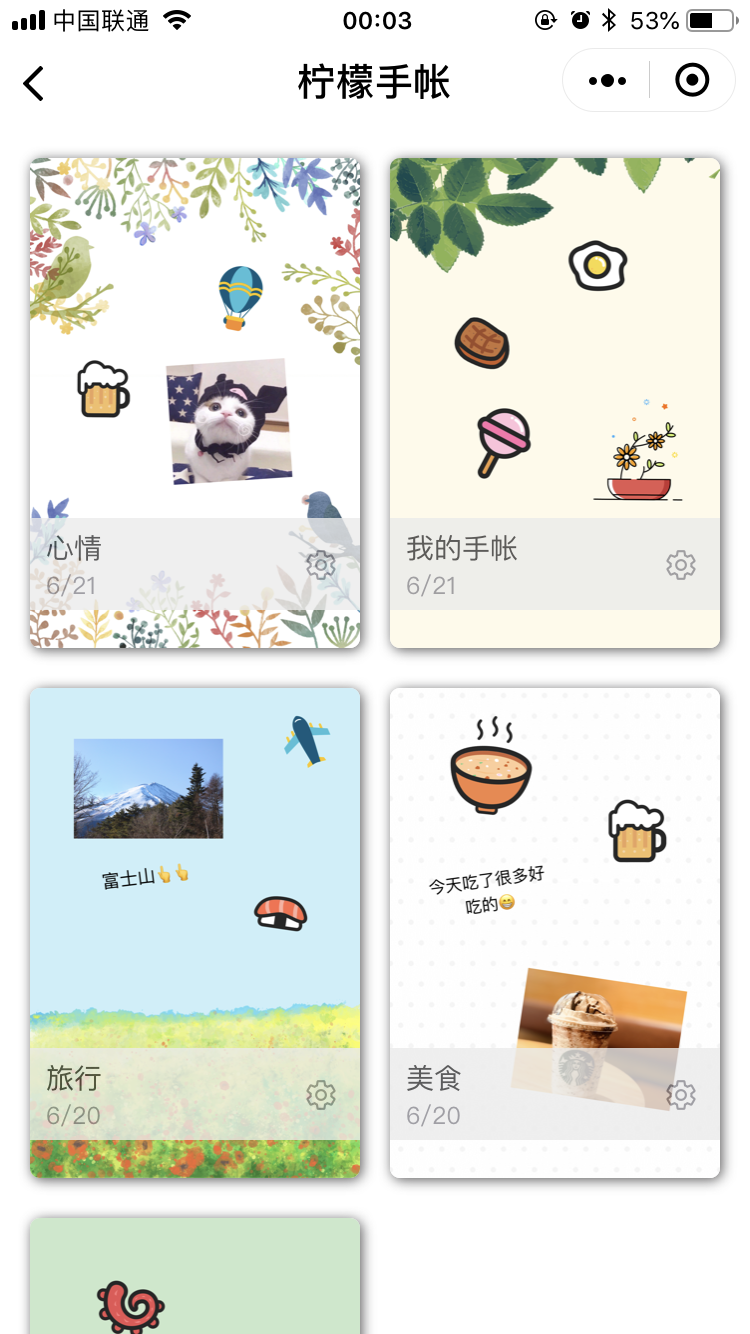 中国联通
00:03
53%
柠檬手帐
心情
6/21
我的手帐
6/21
富士山👆👆
今天吃了很多好
吃的😁
旅行
6/20
美食
6/20